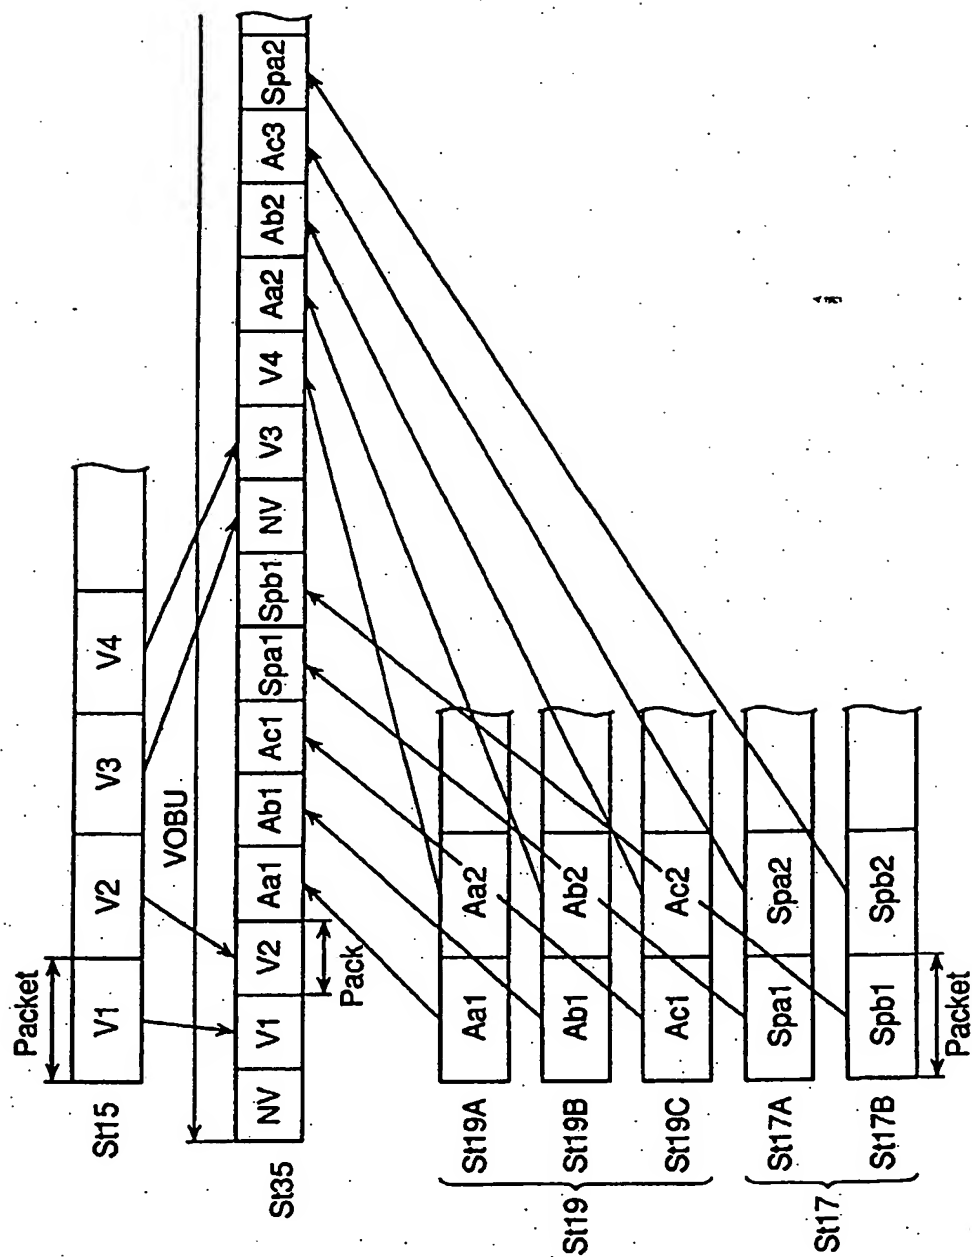 Packet
St15 V1 V2 V3 V4
VOBU
St35 NV V1 V2 Aa1 Ab1 Ac1 Spa1 Spb1 NV V3 V4 Aa2 Ab2 Ac3 Spa2
Pack
St19
St19A Aa1 Aa2
St19B Ab1 Ab2
St19C Ac1 Ac2
St17
St17A Spa1 Spa2
St17B Spb1 Spb2
Packet